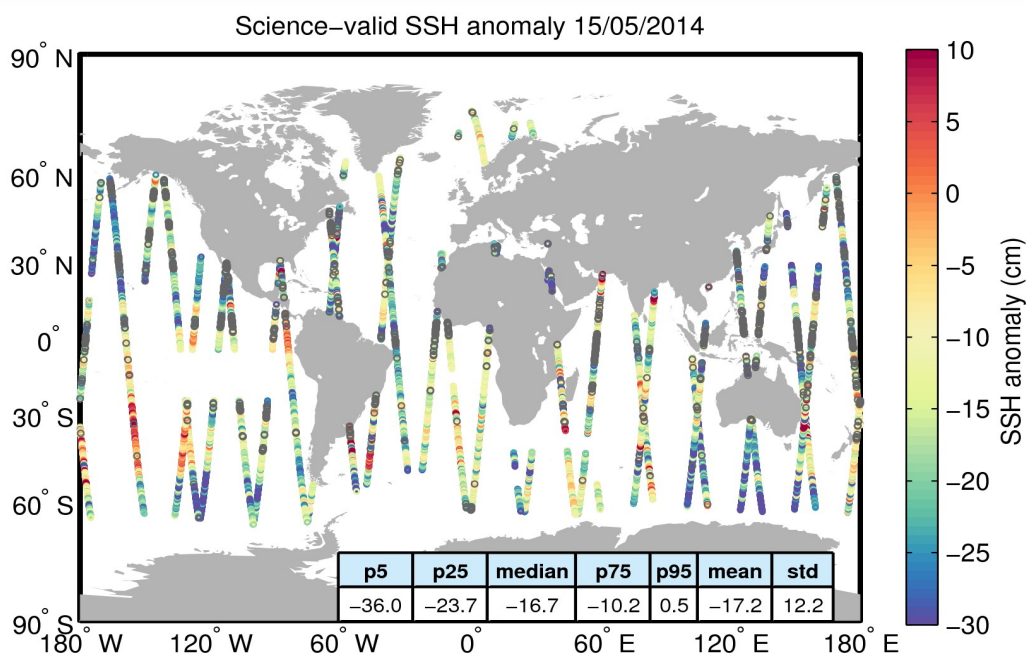 Science−valid SSH anomaly 15/05/2014
90° N
60° N
30° N
0°
30° S
60° S
90° S
180° W
120° W
60° W
0°
60° E
120° E
180° E
p5 p25 median p75 p95 mean std
−36.0 −23.7 −16.7 −10.2 0.5 −17.2 12.2
10
5
0
−5
−10
−15
−20
−25
−30
SSH anomaly (cm)